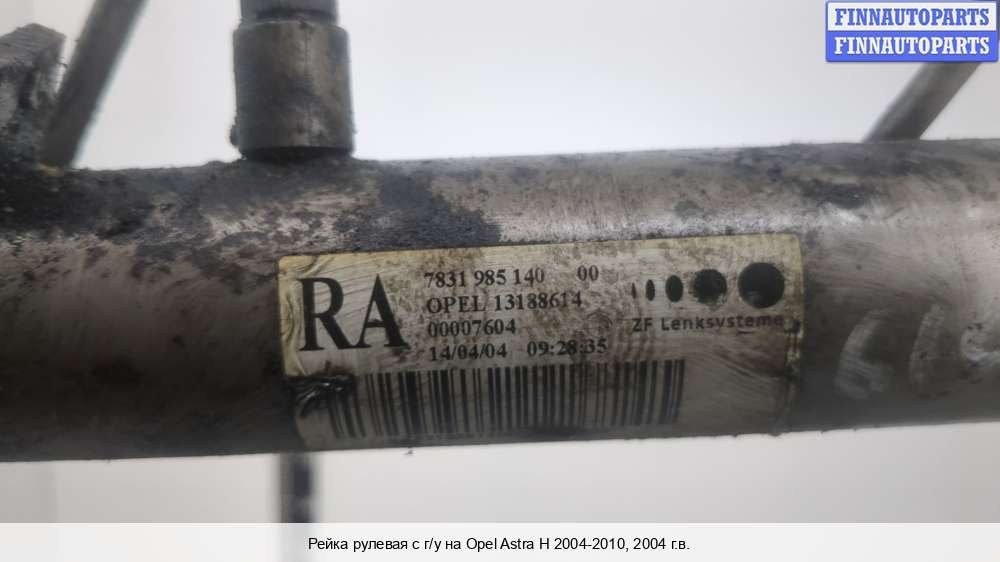 FINNAUTOPARTS
FINNAUTOPARTS
RA
7831 985 140 00
OPEL 13188614
00007604
14/04/04 09:28:35
ZF Lenksysteme
Рейка рулевая с г/у на Opel Astra H 2004-2010, 2004 г.в.